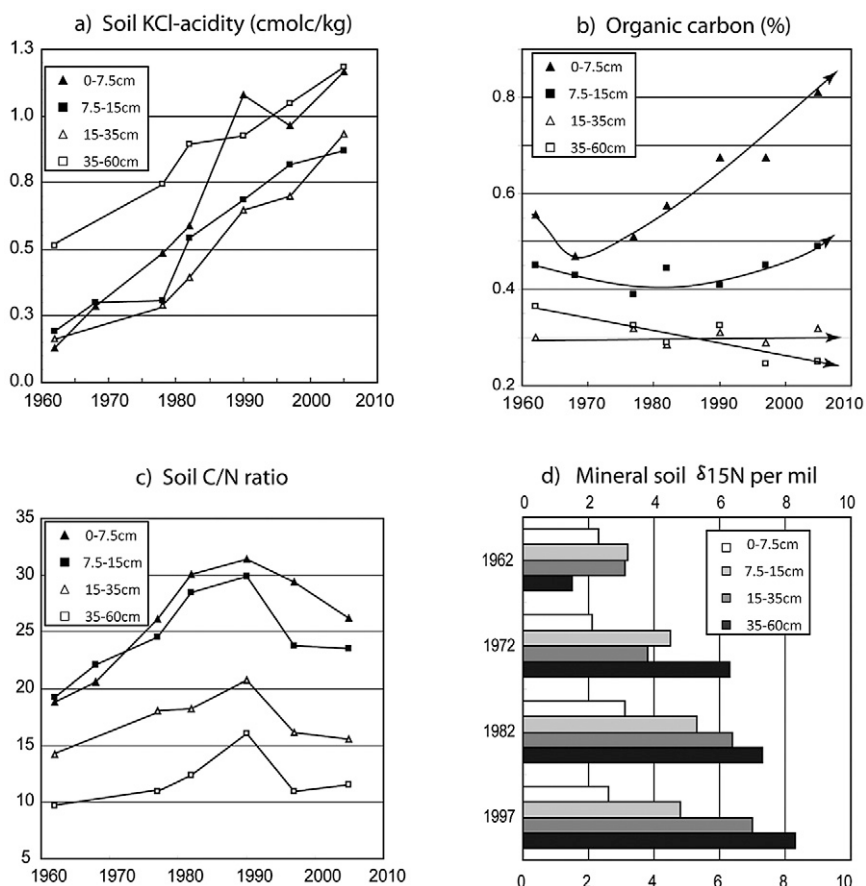 a) Soil KCl-acidity (cmolc/kg)
1.3
1.0
0.8
0.5
0.3
0.0
0-7.5cm
7.5-15cm
15-35cm
35-60cm
1960 1970 1980 1990 2000 2010
b) Organic carbon (%)
0.8
0.6
0.4
0.2
0-7.5cm
7.5-15cm
15-35cm
35-60cm
1960 1970 1980 1990 2000 2010
c) Soil C/N ratio
35
30
25
20
15
10
5
0-7.5cm
7.5-15cm
15-35cm
35-60cm
1960 1970 1980 1990 2000 2010
d) Mineral soil δ15N per mil
0 2 4 6 8 10
0-7.5cm
7.5-15cm
15-35cm
35-60cm
1962
1972
1982
1997
0 2 4 6 8 10